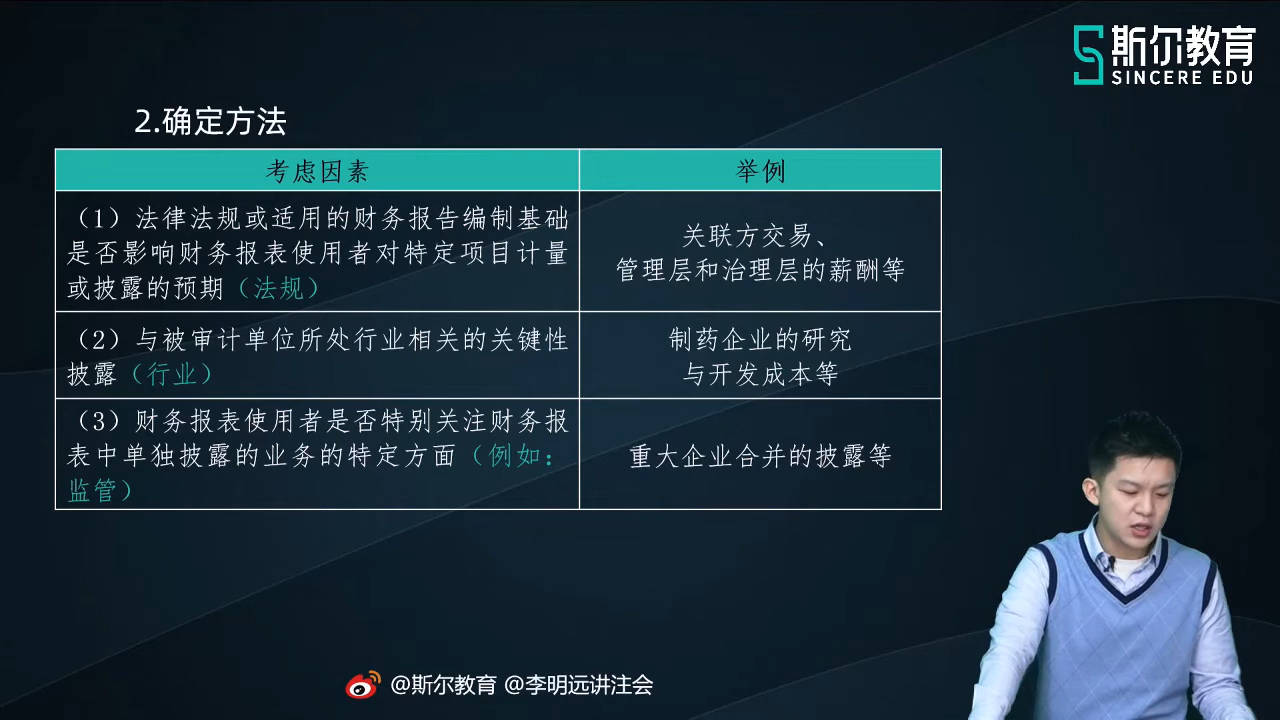 斯尔教育
SINCERE EDU
2.确定方法
考虑因素
举例
（1）法律法规或适用的财务报告编制基础
是否影响财务报表使用者对特定项目计量
或披露的预期（法规）
关联方交易、
管理层和治理层的薪酬等
（2）与被审计单位所处行业相关的关键性
披露（行业）
制药企业的研究
与开发成本等
（3）财务报表使用者是否特别关注财务报
表中单独披露的业务的特定方面（例如：
监管）
重大企业合并的披露等
@斯尔教育 @李明远讲注会